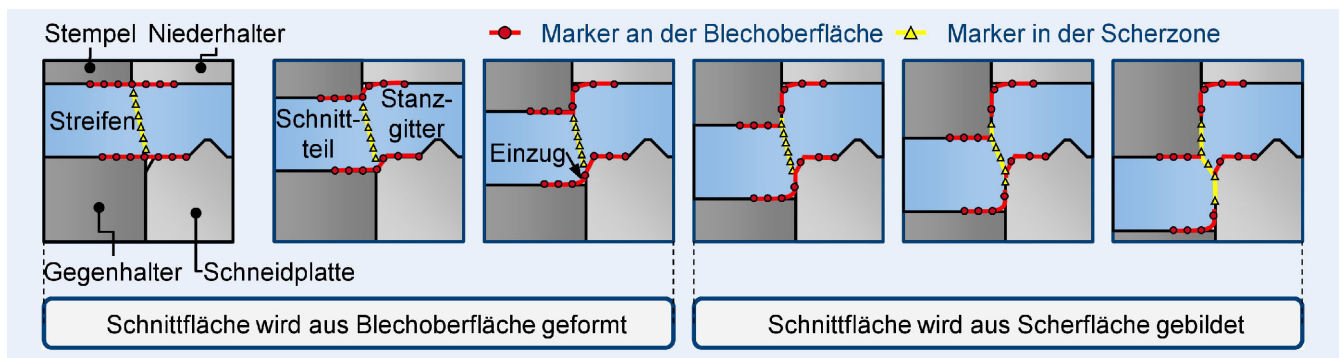 Stempel Niederhalter
Marker an der Blechoberfläche
Marker in der Scherzone
Streifen
Schnitt-
teil
Stanz-
gitter
Einzug
Gegenhalter
Schneidplatte
Schnittfläche wird aus Blechoberfläche geformt
Schnittfläche wird aus Scherfläche gebildet